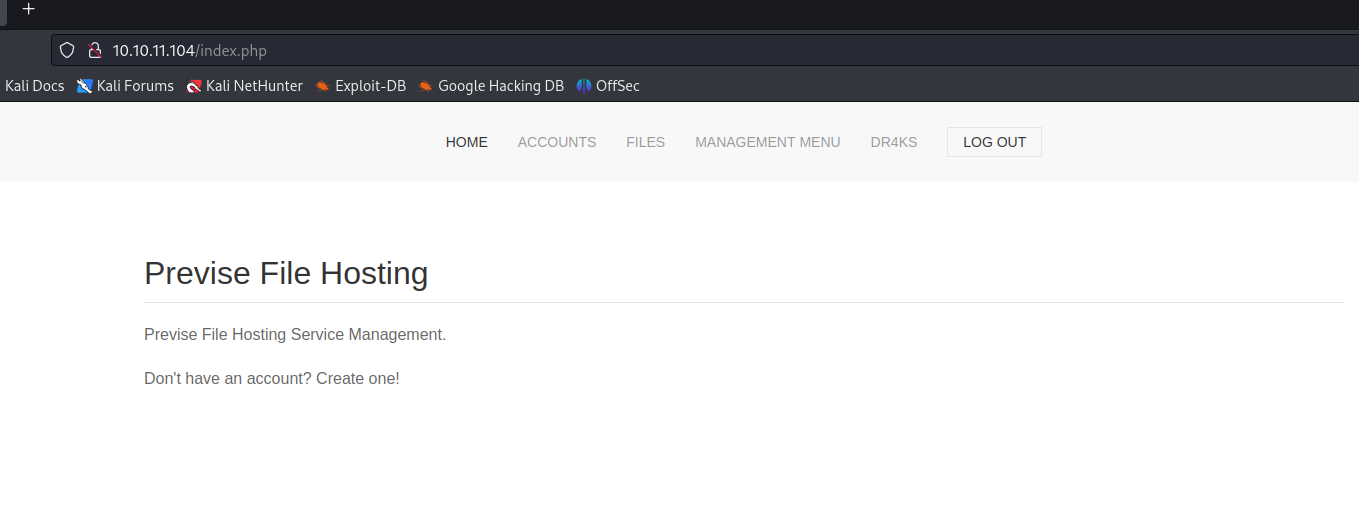 +
10.10.11.104/index.php
Kali Docs Kali Forums Kali NetHunter Exploit-DB Google Hacking DB OffSec
HOME ACCOUNTS FILES MANAGEMENT MENU DR4KS LOG OUT
Previse File Hosting
Previse File Hosting Service Management.
Don't have an account? Create one!